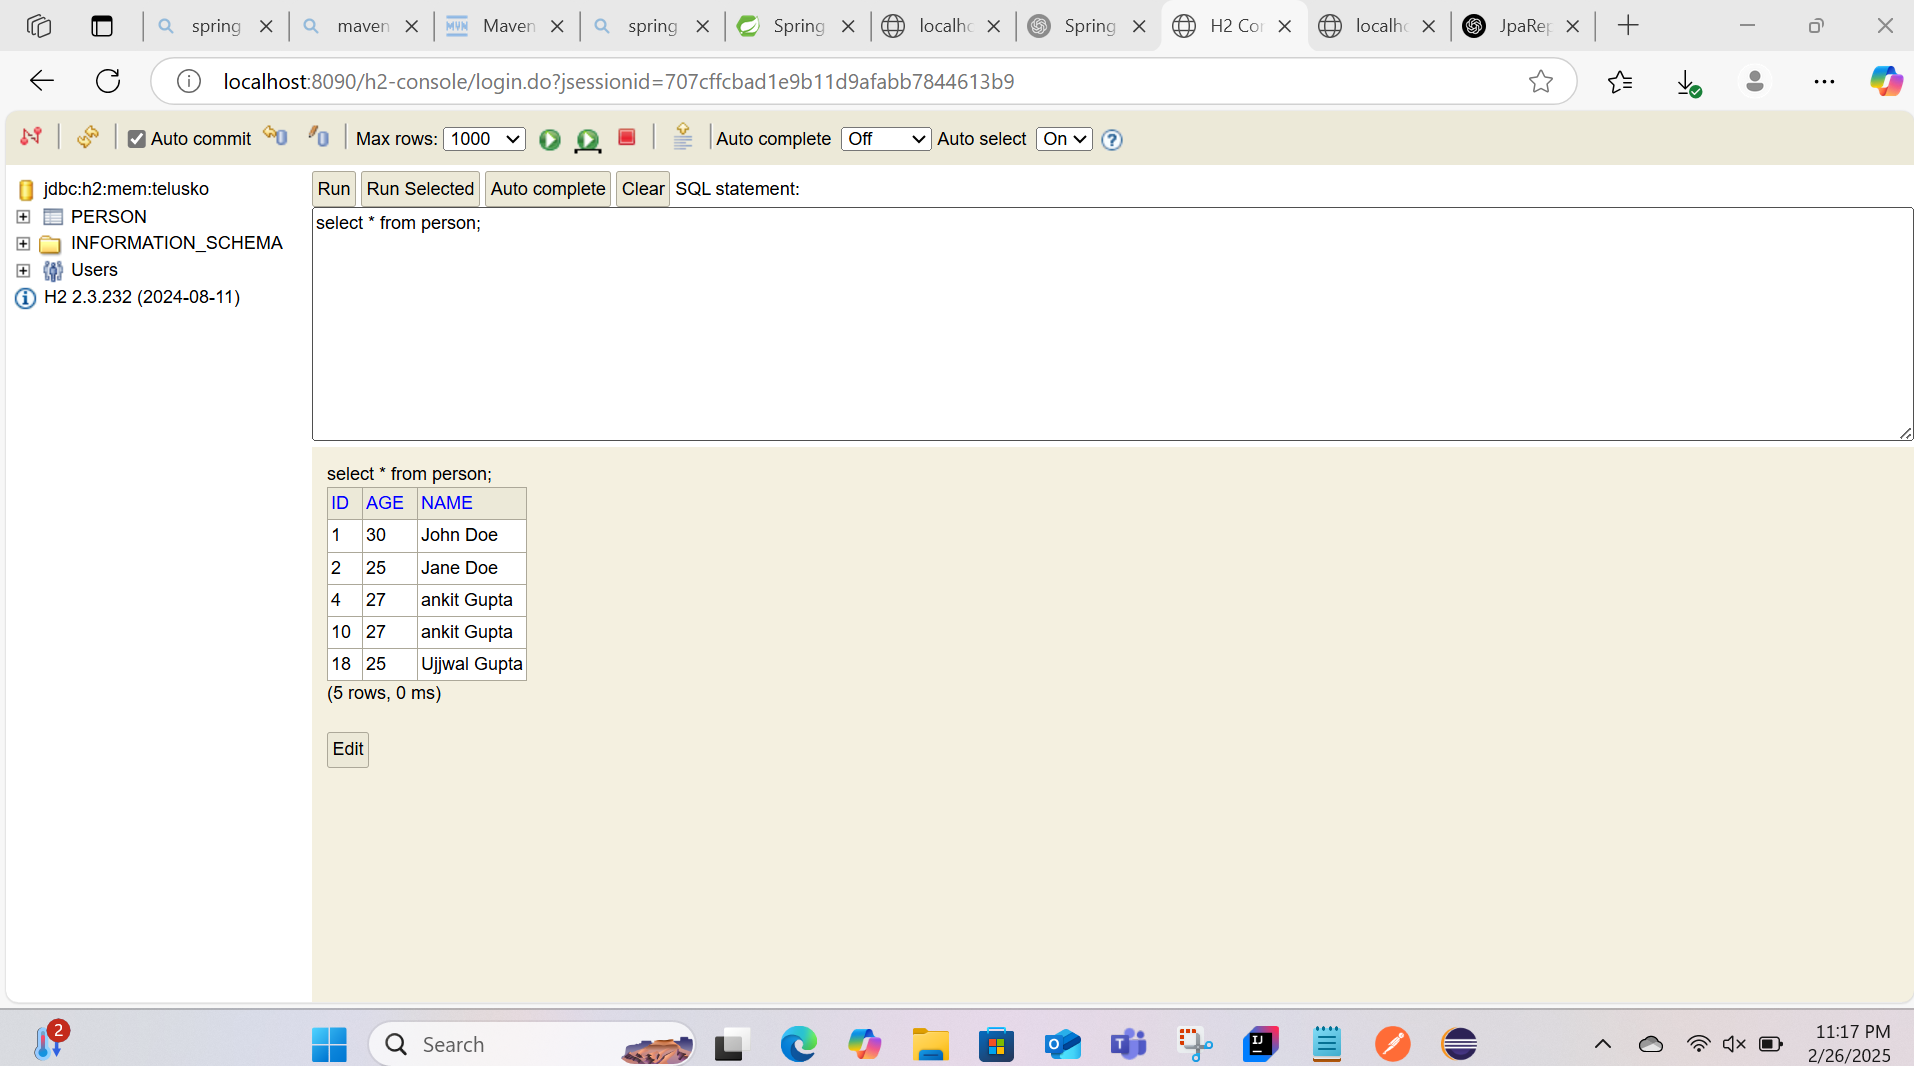 spring
maven
Maven
spring
Spring
localho
Spring
H2 Con
localho
JpaRep
localhost:8090/h2-console/login.do?jsessionid=707cffcbad1e9b11d9afabb7844613b9
Auto commit Max rows: 1000 Auto complete Off Auto select On
jdbc:h2:mem:telusko
PERSON
INFORMATION_SCHEMA
Users
H2 2.3.232 (2024-08-11)
Run Run Selected Auto complete Clear SQL statement:
select * from person;
select * from person;
ID AGE NAME
1 30 John Doe
2 25 Jane Doe
4 27 ankit Gupta
10 27 ankit Gupta
18 25 Ujjwal Gupta
(5 rows, 0 ms)
Edit
2
Search
11:17 PM
2/26/2025